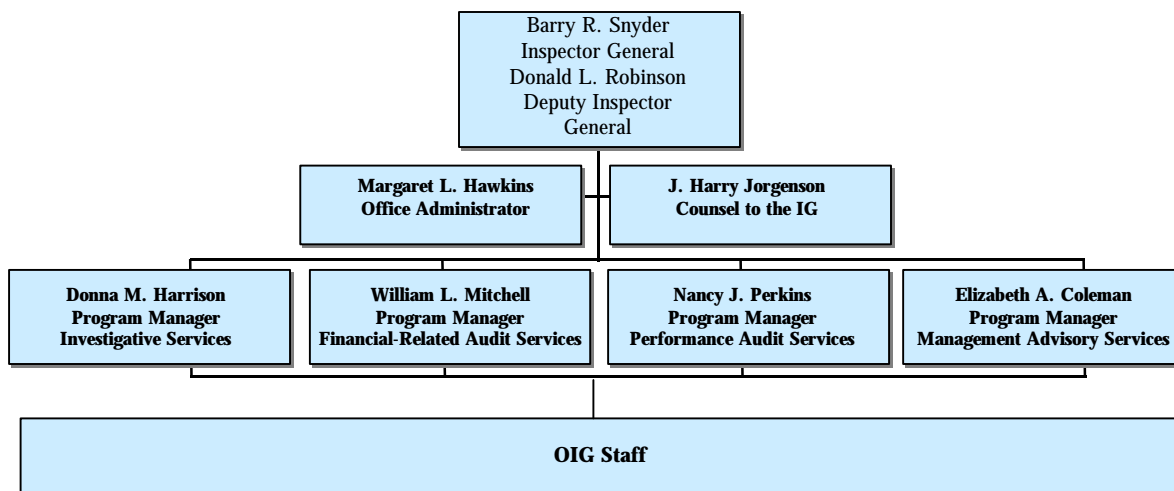 Barry R. Snyder
Inspector General
Donald L. Robinson
Deputy Inspector
General
Margaret L. Hawkins
Office Administrator
J. Harry Jorgenson
Counsel to the IG
Donna M. Harrison
Program Manager
Investigative Services
William L. Mitchell
Program Manager
Financial-Related Audit Services
Nancy J. Perkins
Program Manager
Performance Audit Services
Elizabeth A. Coleman
Program Manager
Management Advisory Services
OIG Staff